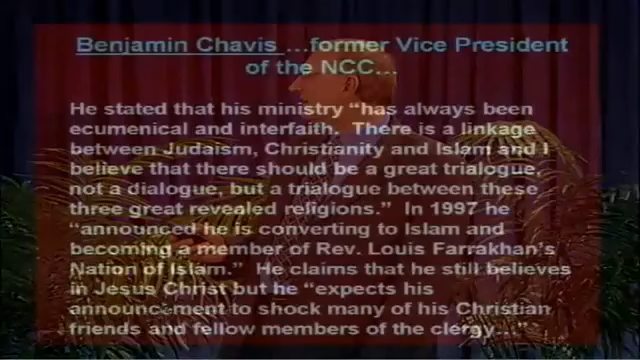 Benjamin Chavis ...former Vice President
of the NCC...
He stated that his ministry “has always been
ecumenical and interfaith. There is a linkage
between Judaism, Christianity and Islam and I
believe that there should be a great trialogue,
not a dialogue, but a trialogue between these
three great revealed religions.” In 1997 he
“announced he is converting to Islam and
becoming a member of Rev. Louis Farrakhan’s
Nation of Islam.” He claims that he still believes
in Jesus Christ but he “expects his
announcement to shock many of his Christian
friends and fellow members of the clergy...”